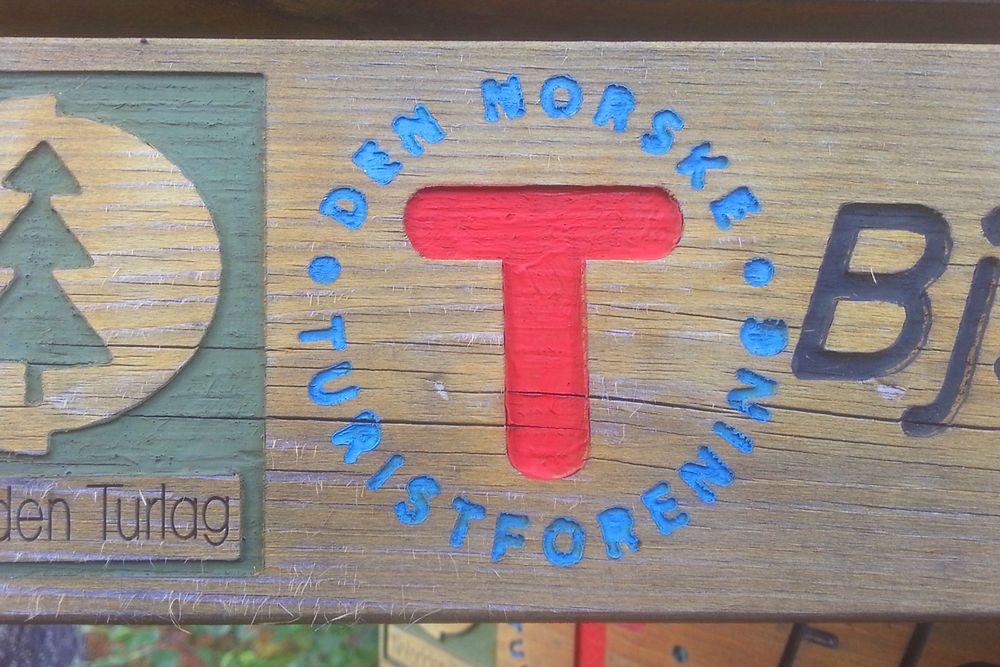 den Turlag
DEN NORSKE
TURISTFORENING
T
Bj